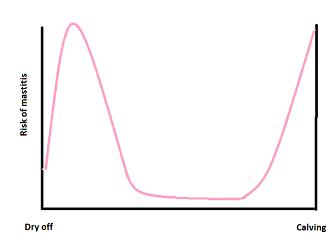 Risk of mastitis
Dry off
Calving